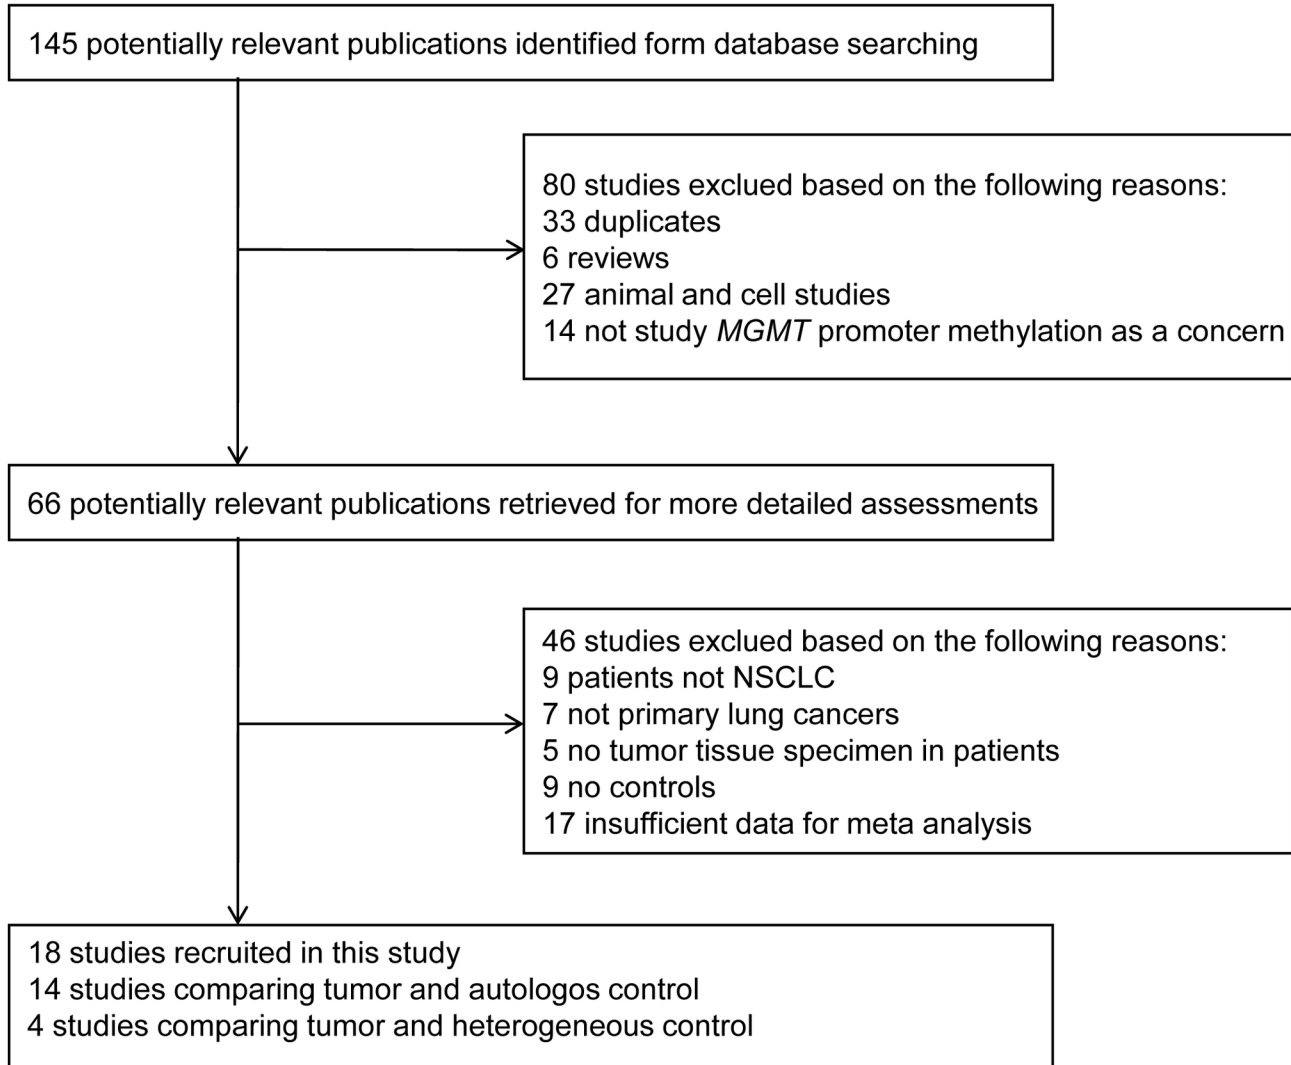 145 potentially relevant publications identified form database searching
80 studies exclued based on the following reasons:
33 duplicates
6 reviews
27 animal and cell studies
14 not study MGMT promoter methylation as a concern
66 potentially relevant publications retrieved for more detailed assessments
46 studies exclued based on the following reasons:
9 patients not NSCLC
7 not primary lung cancers
5 no tumor tissue specimen in patients
9 no controls
17 insufficient data for meta analysis
18 studies recruited in this study
14 studies comparing tumor and autologos control
4 studies comparing tumor and heterogeneous control